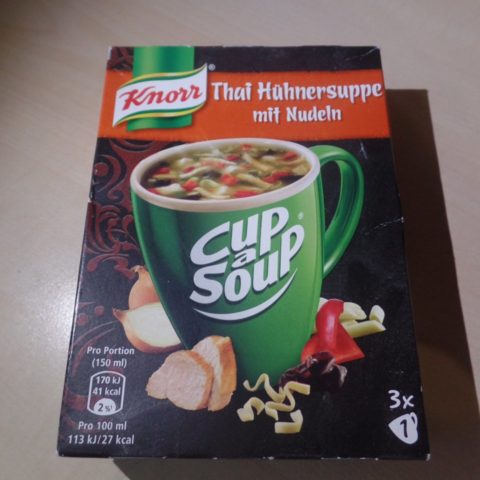 Knorr®
Thai Hühnersuppe
mit Nudeln
Cup
a
Soup®
Pro Portion
(150 ml)
170 kJ
41 kcal
2 %*
Pro 100 ml
113 kJ/27 kcal
3x
1